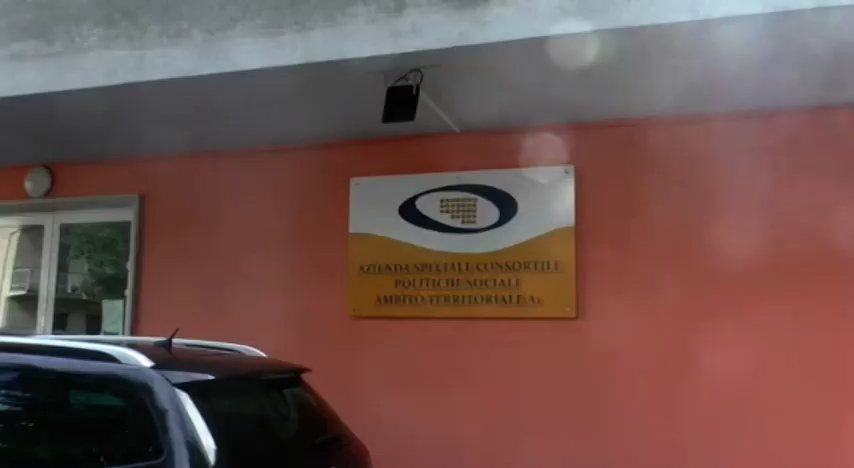 AZIENDA SPECIALE CONSORTILE
POLITICHE SOCIALI
AMBITO TERRITORIALE